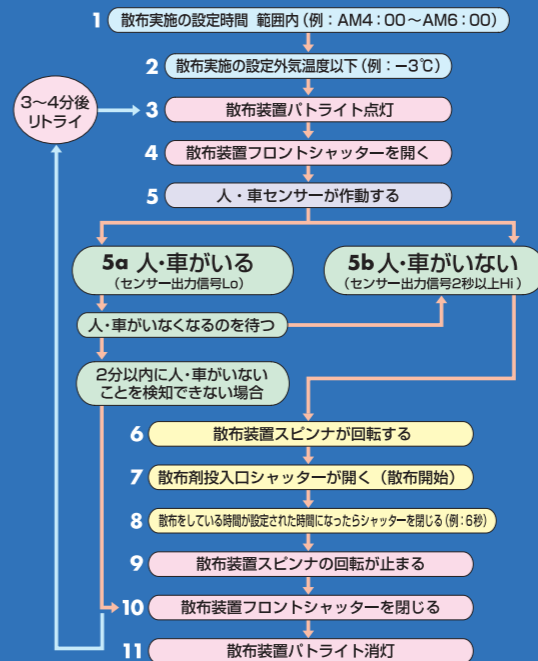 1 散布実施の設定時間 範囲内(例：AM4：00〜AM6：00)
2 散布実施の設定外気温度以下(例：−3℃)
3〜4分後
リトライ
3 散布装置パトライト点灯
4 散布装置フロントシャッターを開く
5 人・車センサーが作動する
5a 人・車がいる
(センサー出力信号Lo)
5b 人・車がいない
(センサー出力信号2秒以上Hi)
人・車がいなくなるのを待つ
2分以内に人・車がいない
ことを検知できない場合
6 散布装置スピンナが回転する
7 散布剤投入口シャッターが開く(散布開始)
8 散布をしている時間が設定された時間になったらシャッターを閉じる(例：6秒)
9 散布装置スピンナの回転が止まる
10 散布装置フロントシャッターを閉じる
11 散布装置パトライト消灯